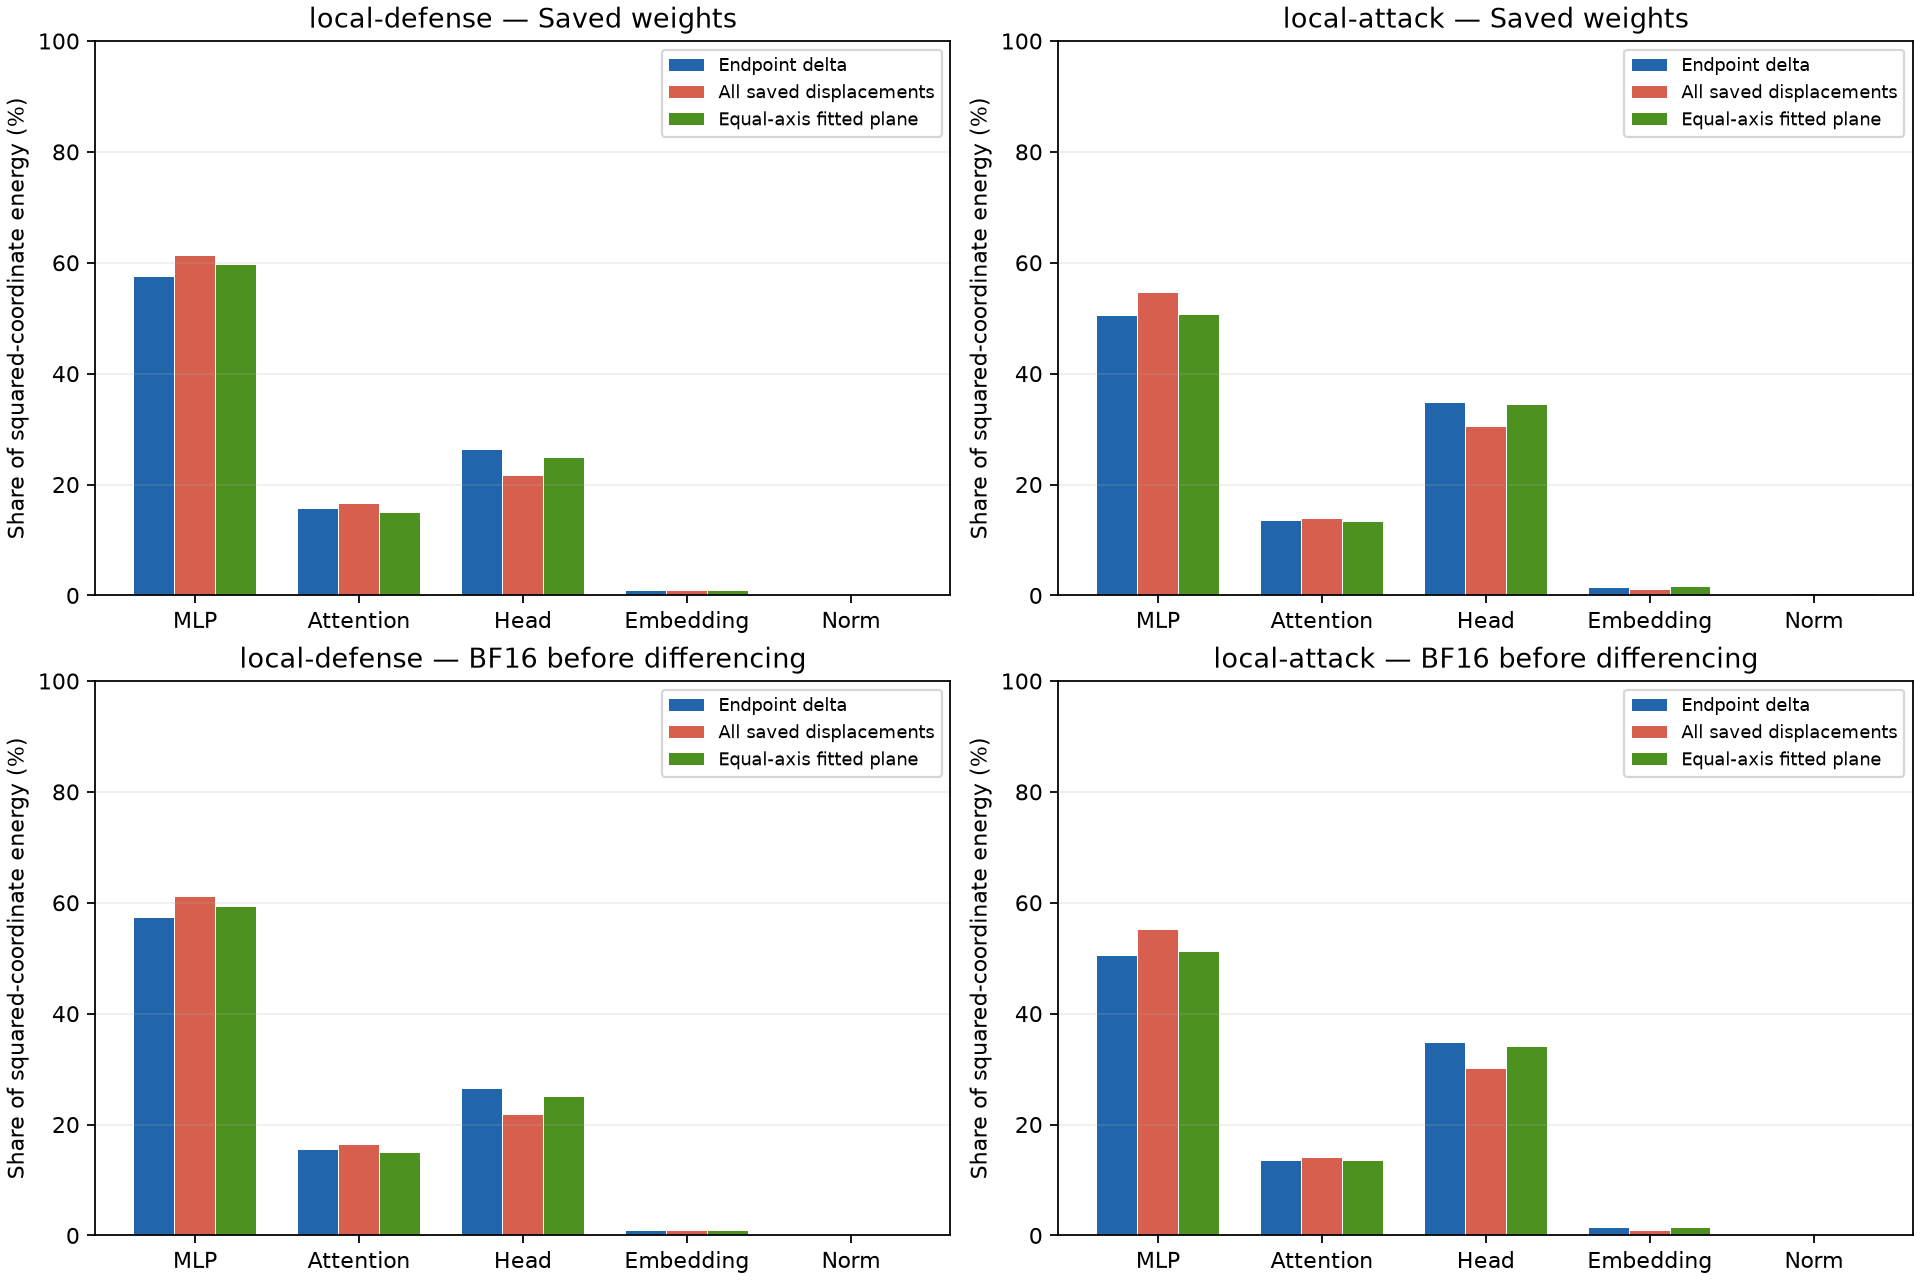 local-defense — Saved weights
Share of squared-coordinate energy (%)
100
80
60
40
20
0
Endpoint delta
All saved displacements
Equal-axis fitted plane
MLP Attention Head Embedding Norm
local-attack — Saved weights
Share of squared-coordinate energy (%)
100
80
60
40
20
0
Endpoint delta
All saved displacements
Equal-axis fitted plane
MLP Attention Head Embedding Norm
local-defense — BF16 before differencing
Share of squared-coordinate energy (%)
100
80
60
40
20
0
Endpoint delta
All saved displacements
Equal-axis fitted plane
MLP Attention Head Embedding Norm
local-attack — BF16 before differencing
Share of squared-coordinate energy (%)
100
80
60
40
20
0
Endpoint delta
All saved displacements
Equal-axis fitted plane
MLP Attention Head Embedding Norm